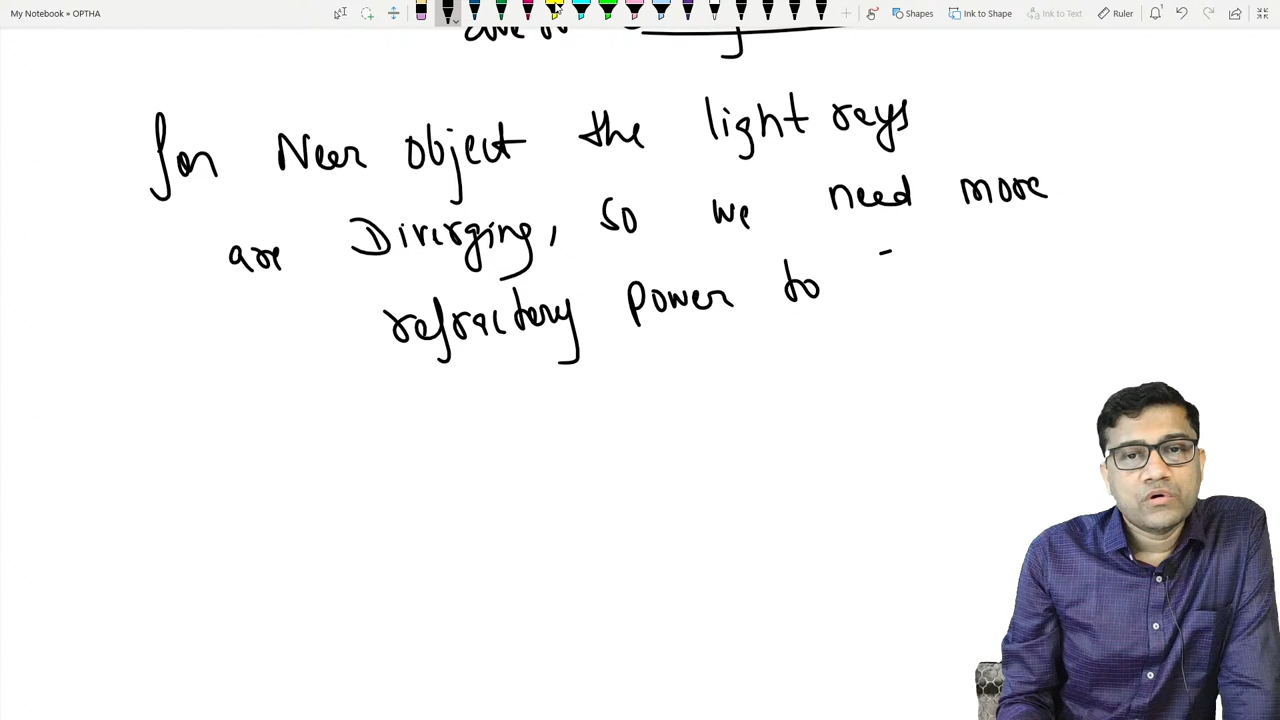 My Notebook » OPTHA
Shapes
Ink to Shape
Ink to Text
Ruler
for Near object the light rays
are Diverging, so we need more
refractory power to